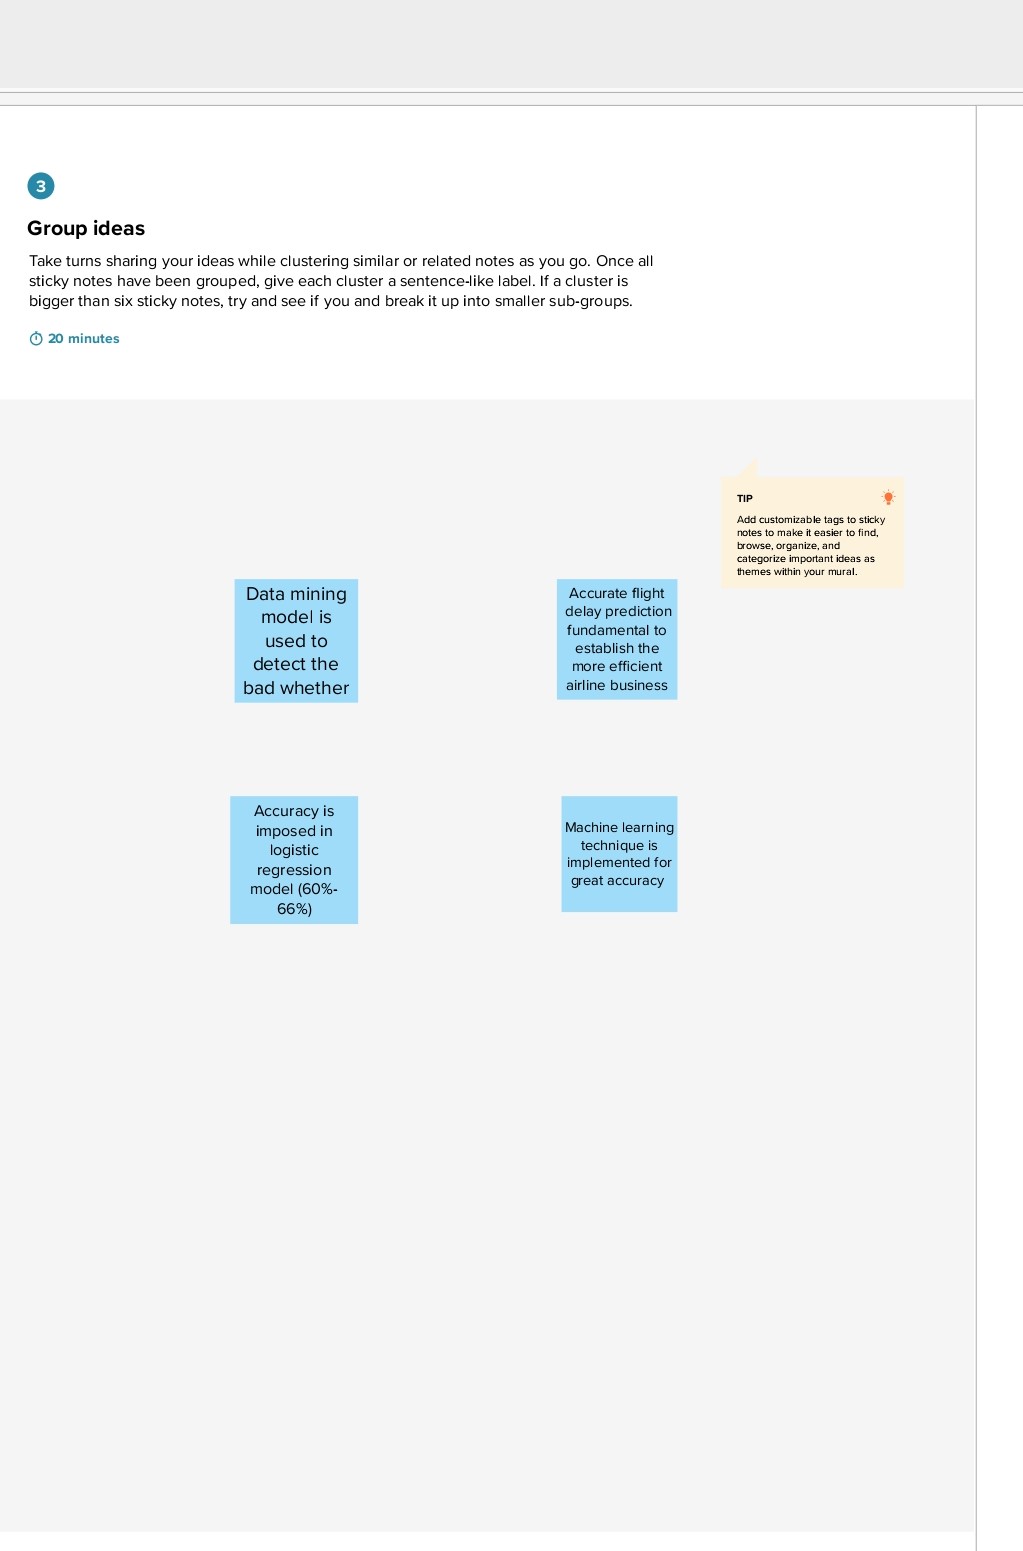 3
Group ideas
Take turns sharing your ideas while clustering similar or related notes as you go. Once all
sticky notes have been grouped, give each cluster a sentence-like label. If a cluster is
bigger than six sticky notes, try and see if you and break it up into smaller sub-groups.
20 minutes
TIP
Add customizable tags to sticky
notes to make it easier to find,
browse, organize, and
categorize important ideas as
themes within your mural.
Data mining
model is
used to
detect the
bad whether
Accurate flight
delay prediction
fundamental to
establish the
more efficient
airline business
Accuracy is
imposed in
logistic
regression
model (60%-
66%)
Machine learning
technique is
implemented for
great accuracy